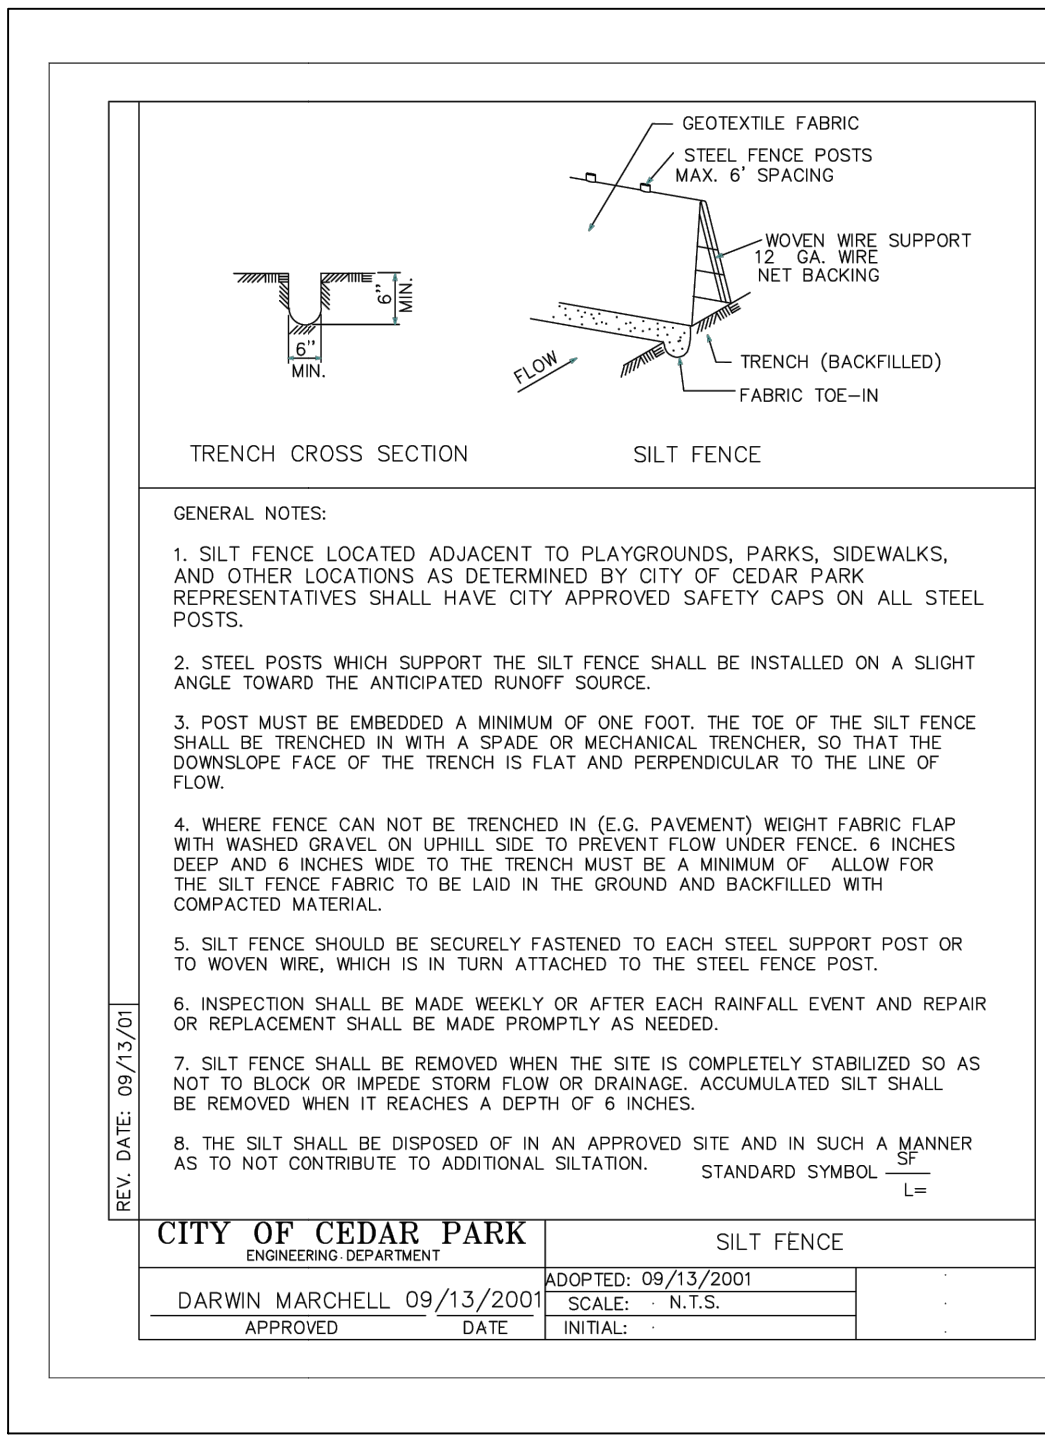 GEOTEXTILE FABRIC
STEEL FENCE POSTS
MAX. 6' SPACING
WOVEN WIRE SUPPORT
12 GA. WIRE
NET BACKING
6" MIN.
6"
MIN.
FLOW
TRENCH (BACKFILLED)
FABRIC TOE-IN
TRENCH CROSS SECTION
SILT FENCE
GENERAL NOTES:
1. SILT FENCE LOCATED ADJACENT TO PLAYGROUNDS, PARKS, SIDEWALKS,
AND OTHER LOCATIONS AS DETERMINED BY CITY OF CEDAR PARK
REPRESENTATIVES SHALL HAVE CITY APPROVED SAFETY CAPS ON ALL STEEL
POSTS.
2. STEEL POSTS WHICH SUPPORT THE SILT FENCE SHALL BE INSTALLED ON A SLIGHT
ANGLE TOWARD THE ANTICIPATED RUNOFF SOURCE.
3. POST MUST BE EMBEDDED A MINIMUM OF ONE FOOT. THE TOE OF THE SILT FENCE
SHALL BE TRENCHED IN WITH A SPADE OR MECHANICAL TRENCHER, SO THAT THE
DOWNSLOPE FACE OF THE TRENCH IS FLAT AND PERPENDICULAR TO THE LINE OF
FLOW.
4. WHERE FENCE CAN NOT BE TRENCHED IN (E.G. PAVEMENT) WEIGHT FABRIC FLAP
WITH WASHED GRAVEL ON UPHILL SIDE TO PREVENT FLOW UNDER FENCE. 6 INCHES
DEEP AND 6 INCHES WIDE TO THE TRENCH MUST BE A MINIMUM OF ALLOW FOR
THE SILT FENCE FABRIC TO BE LAID IN THE GROUND AND BACKFILLED WITH
COMPACTED MATERIAL.
5. SILT FENCE SHOULD BE SECURELY FASTENED TO EACH STEEL SUPPORT POST OR
TO WOVEN WIRE, WHICH IS IN TURN ATTACHED TO THE STEEL FENCE POST.
6. INSPECTION SHALL BE MADE WEEKLY OR AFTER EACH RAINFALL EVENT AND REPAIR
OR REPLACEMENT SHALL BE MADE PROMPTLY AS NEEDED.
7. SILT FENCE SHALL BE REMOVED WHEN THE SITE IS COMPLETELY STABILIZED SO AS
NOT TO BLOCK OR IMPEDE STORM FLOW OR DRAINAGE. ACCUMULATED SILT SHALL
BE REMOVED WHEN IT REACHES A DEPTH OF 6 INCHES.
8. THE SILT SHALL BE DISPOSED OF IN AN APPROVED SITE AND IN SUCH A MANNER
AS TO NOT CONTRIBUTE TO ADDITIONAL SILTATION.
STANDARD SYMBOL SF
L=
REV. DATE: 09/13/01
CITY OF CEDAR PARK
ENGINEERING DEPARTMENT
SILT FENCE
DARWIN MARCHELL 09/13/2001
APPROVED DATE
ADOPTED: 09/13/2001
SCALE: N.T.S.
INITIAL: